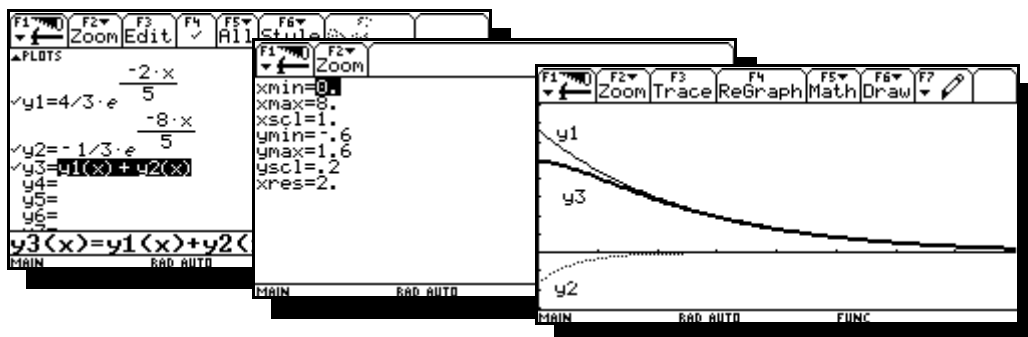 F1 F2▾ F3 F4 F5▾ F6▾ F7
Zoom Edit ✓ All Style
▲PLOTS
✓y1=4/3·e^(-2·x/5)
✓y2=-1/3·e^(-8·x/5)
✓y3=y1(x)+y2(x)
y4=
y5=
y6=
y3(x)=y1(x)+y2(
MAIN RAD AUTO
F1 F2▾
Zoom
xmin=0.
xmax=8.
xscl=1.
ymin=-.6
ymax=1.6
yscl=.2
xres=2.
MAIN RAD AUTO
F1 F2▾ F3 F4 F5▾ F6▾ F7
Zoom Trace ReGraph Math Draw
y1
y3
y2
MAIN RAD AUTO FUNC